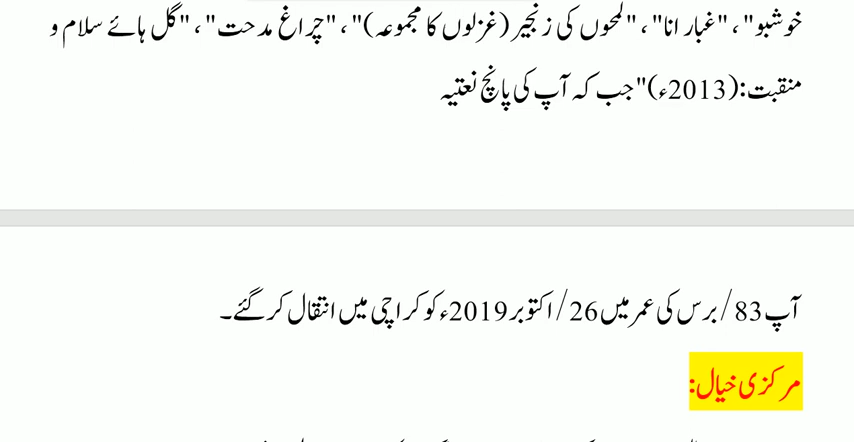 خوشبو"، "غبار انا"، "لمحوں کی زنجیر (غزلوں کا مجموعہ)"، "چراغ مدحت"، "گل ہائے سلام و
منقبت:(2013ء)"جب کہ آپ کی پانچ نعتیہ
آپ 83/برس کی عمر میں 26/اکتوبر 2019ء کو کراچی میں انتقال کر گئے۔
مرکزی خیال: